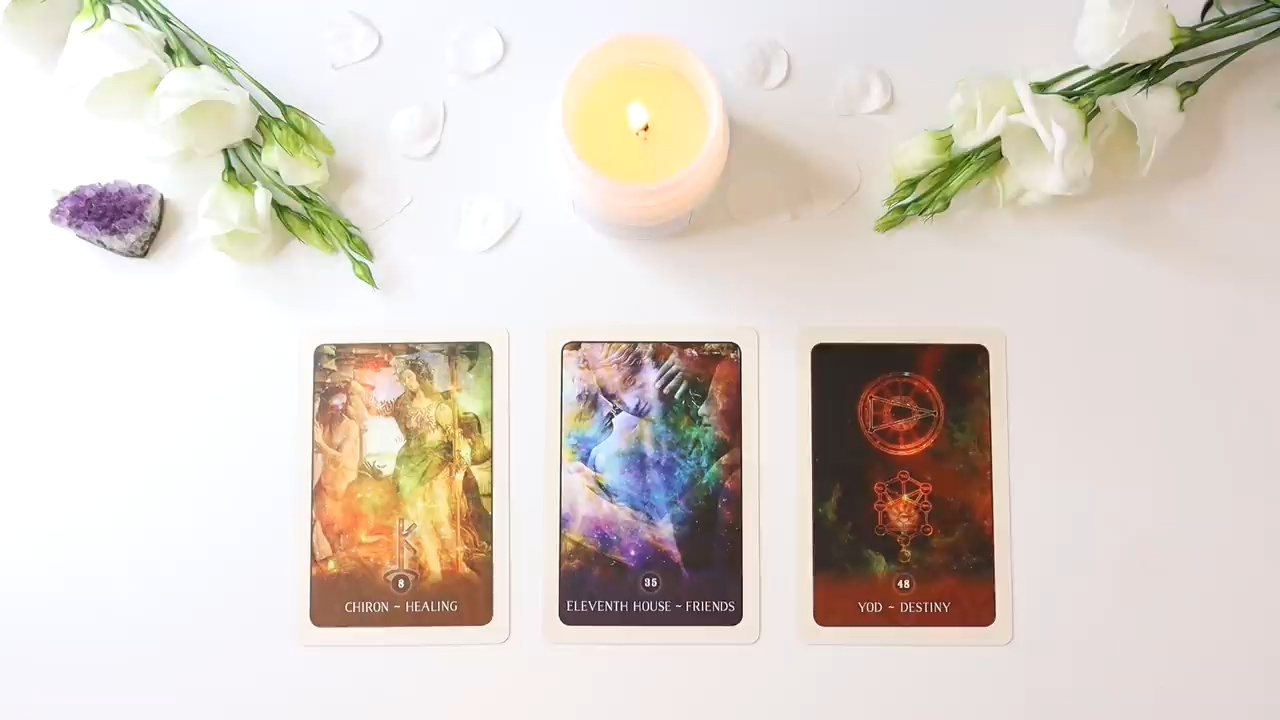 8
CHIRON ~ HEALING
35
ELEVENTH HOUSE ~ FRIENDS
48
YOD ~ DESTINY